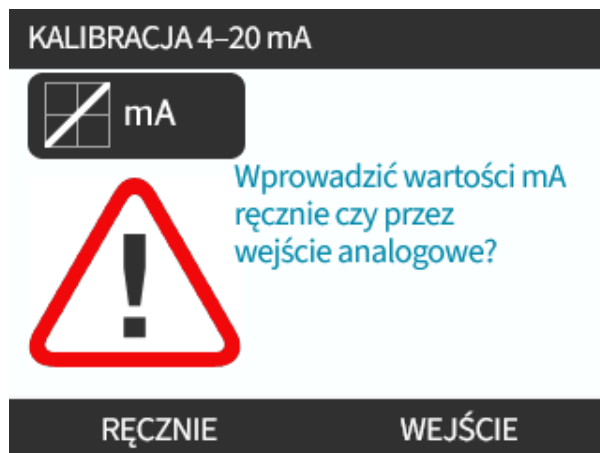 KALIBRACJA 4–20 mA
mA
Wprowadzić wartości mA
ręcznie czy przez
wejście analogowe?
!
RĘCZNIE WEJŚCIE